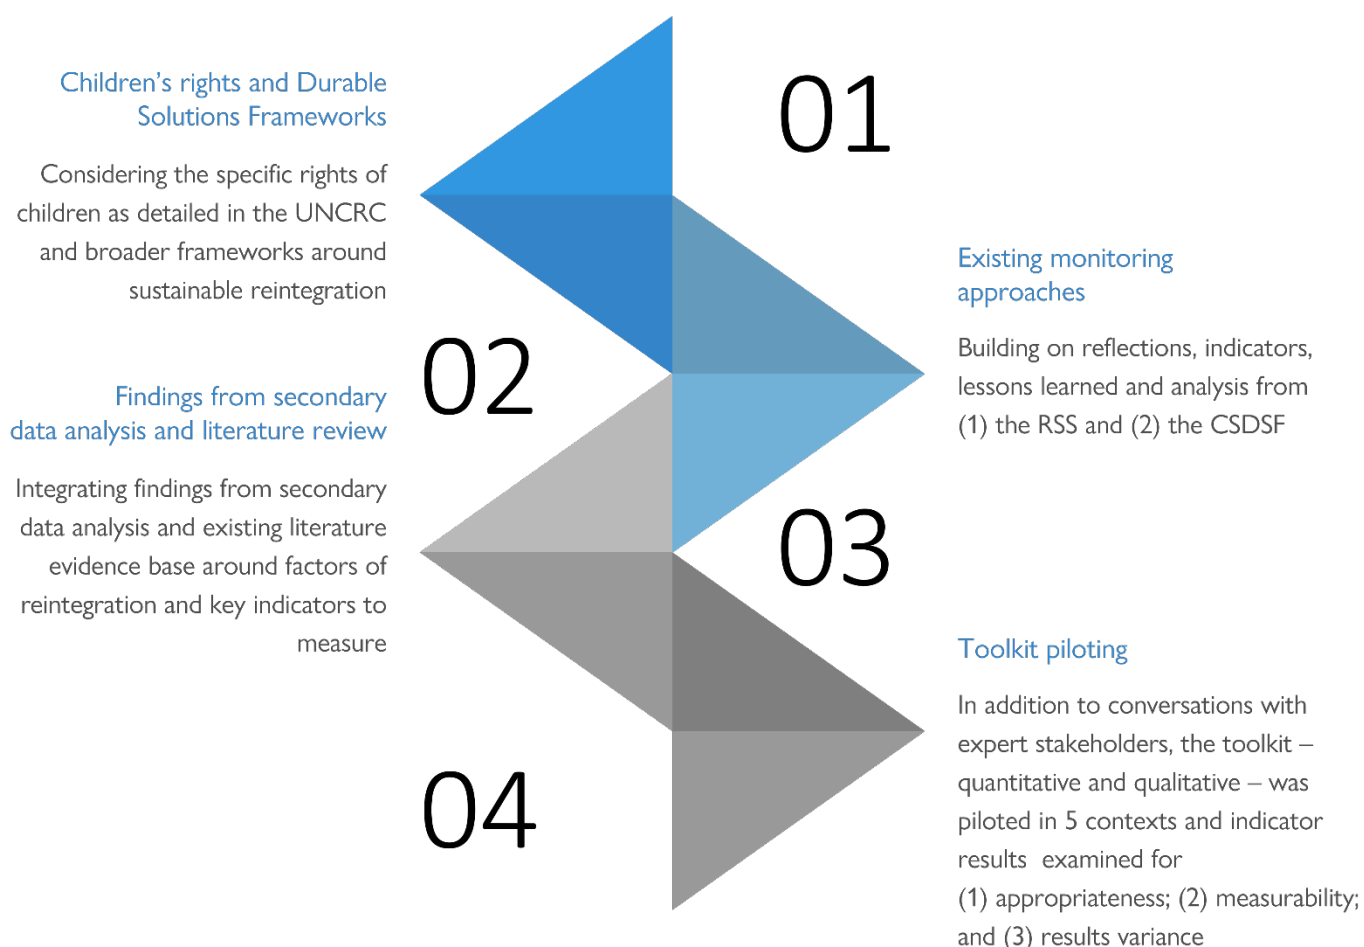 01
Children's rights and Durable
Solutions Frameworks
Considering the specific rights of
children as detailed in the UNCRC
and broader frameworks around
sustainable reintegration
02
Existing monitoring
approaches
Building on reflections, indicators,
lessons learned and analysis from
(1) the RSS and (2) the CSDSF
03
Findings from secondary
data analysis and literature review
Integrating findings from secondary
data analysis and existing literature
evidence base around factors of
reintegration and key indicators to
measure
04
Toolkit piloting
In addition to conversations with
expert stakeholders, the toolkit –
quantitative and qualitative – was
piloted in 5 contexts and indicator
results examined for
(1) appropriateness; (2) measurability;
and (3) results variance